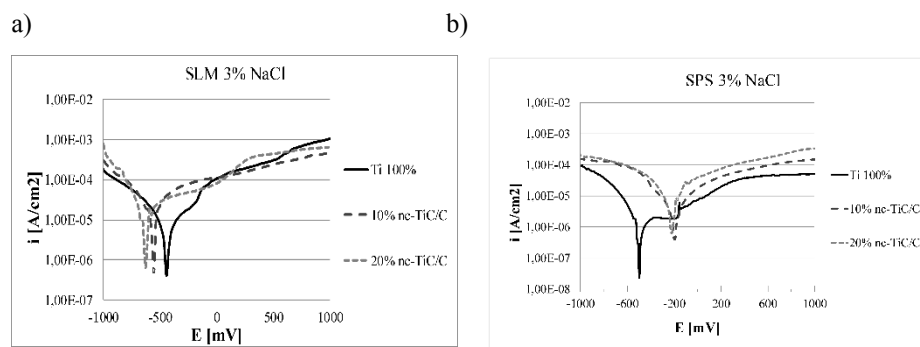 a)
b)
SLM 3% NaCl
i [A/cm2]
1,00E-02
1,00E-03
1,00E-04
1,00E-05
1,00E-06
1,00E-07
-1000
-500
0
500
1000
E [mV]
Ti 100%
10% nc-TiC/C
20% nc-TiC/C
SPS 3% NaCl
i [A/cm2]
1,00E-02
1,00E-03
1,00E-04
1,00E-05
1,00E-06
1,00E-07
1,00E-08
-1000
-600
-200
200
600
1000
E [mV]
Ti 100%
10% nc-TiC/C
20% nc-TiC/C